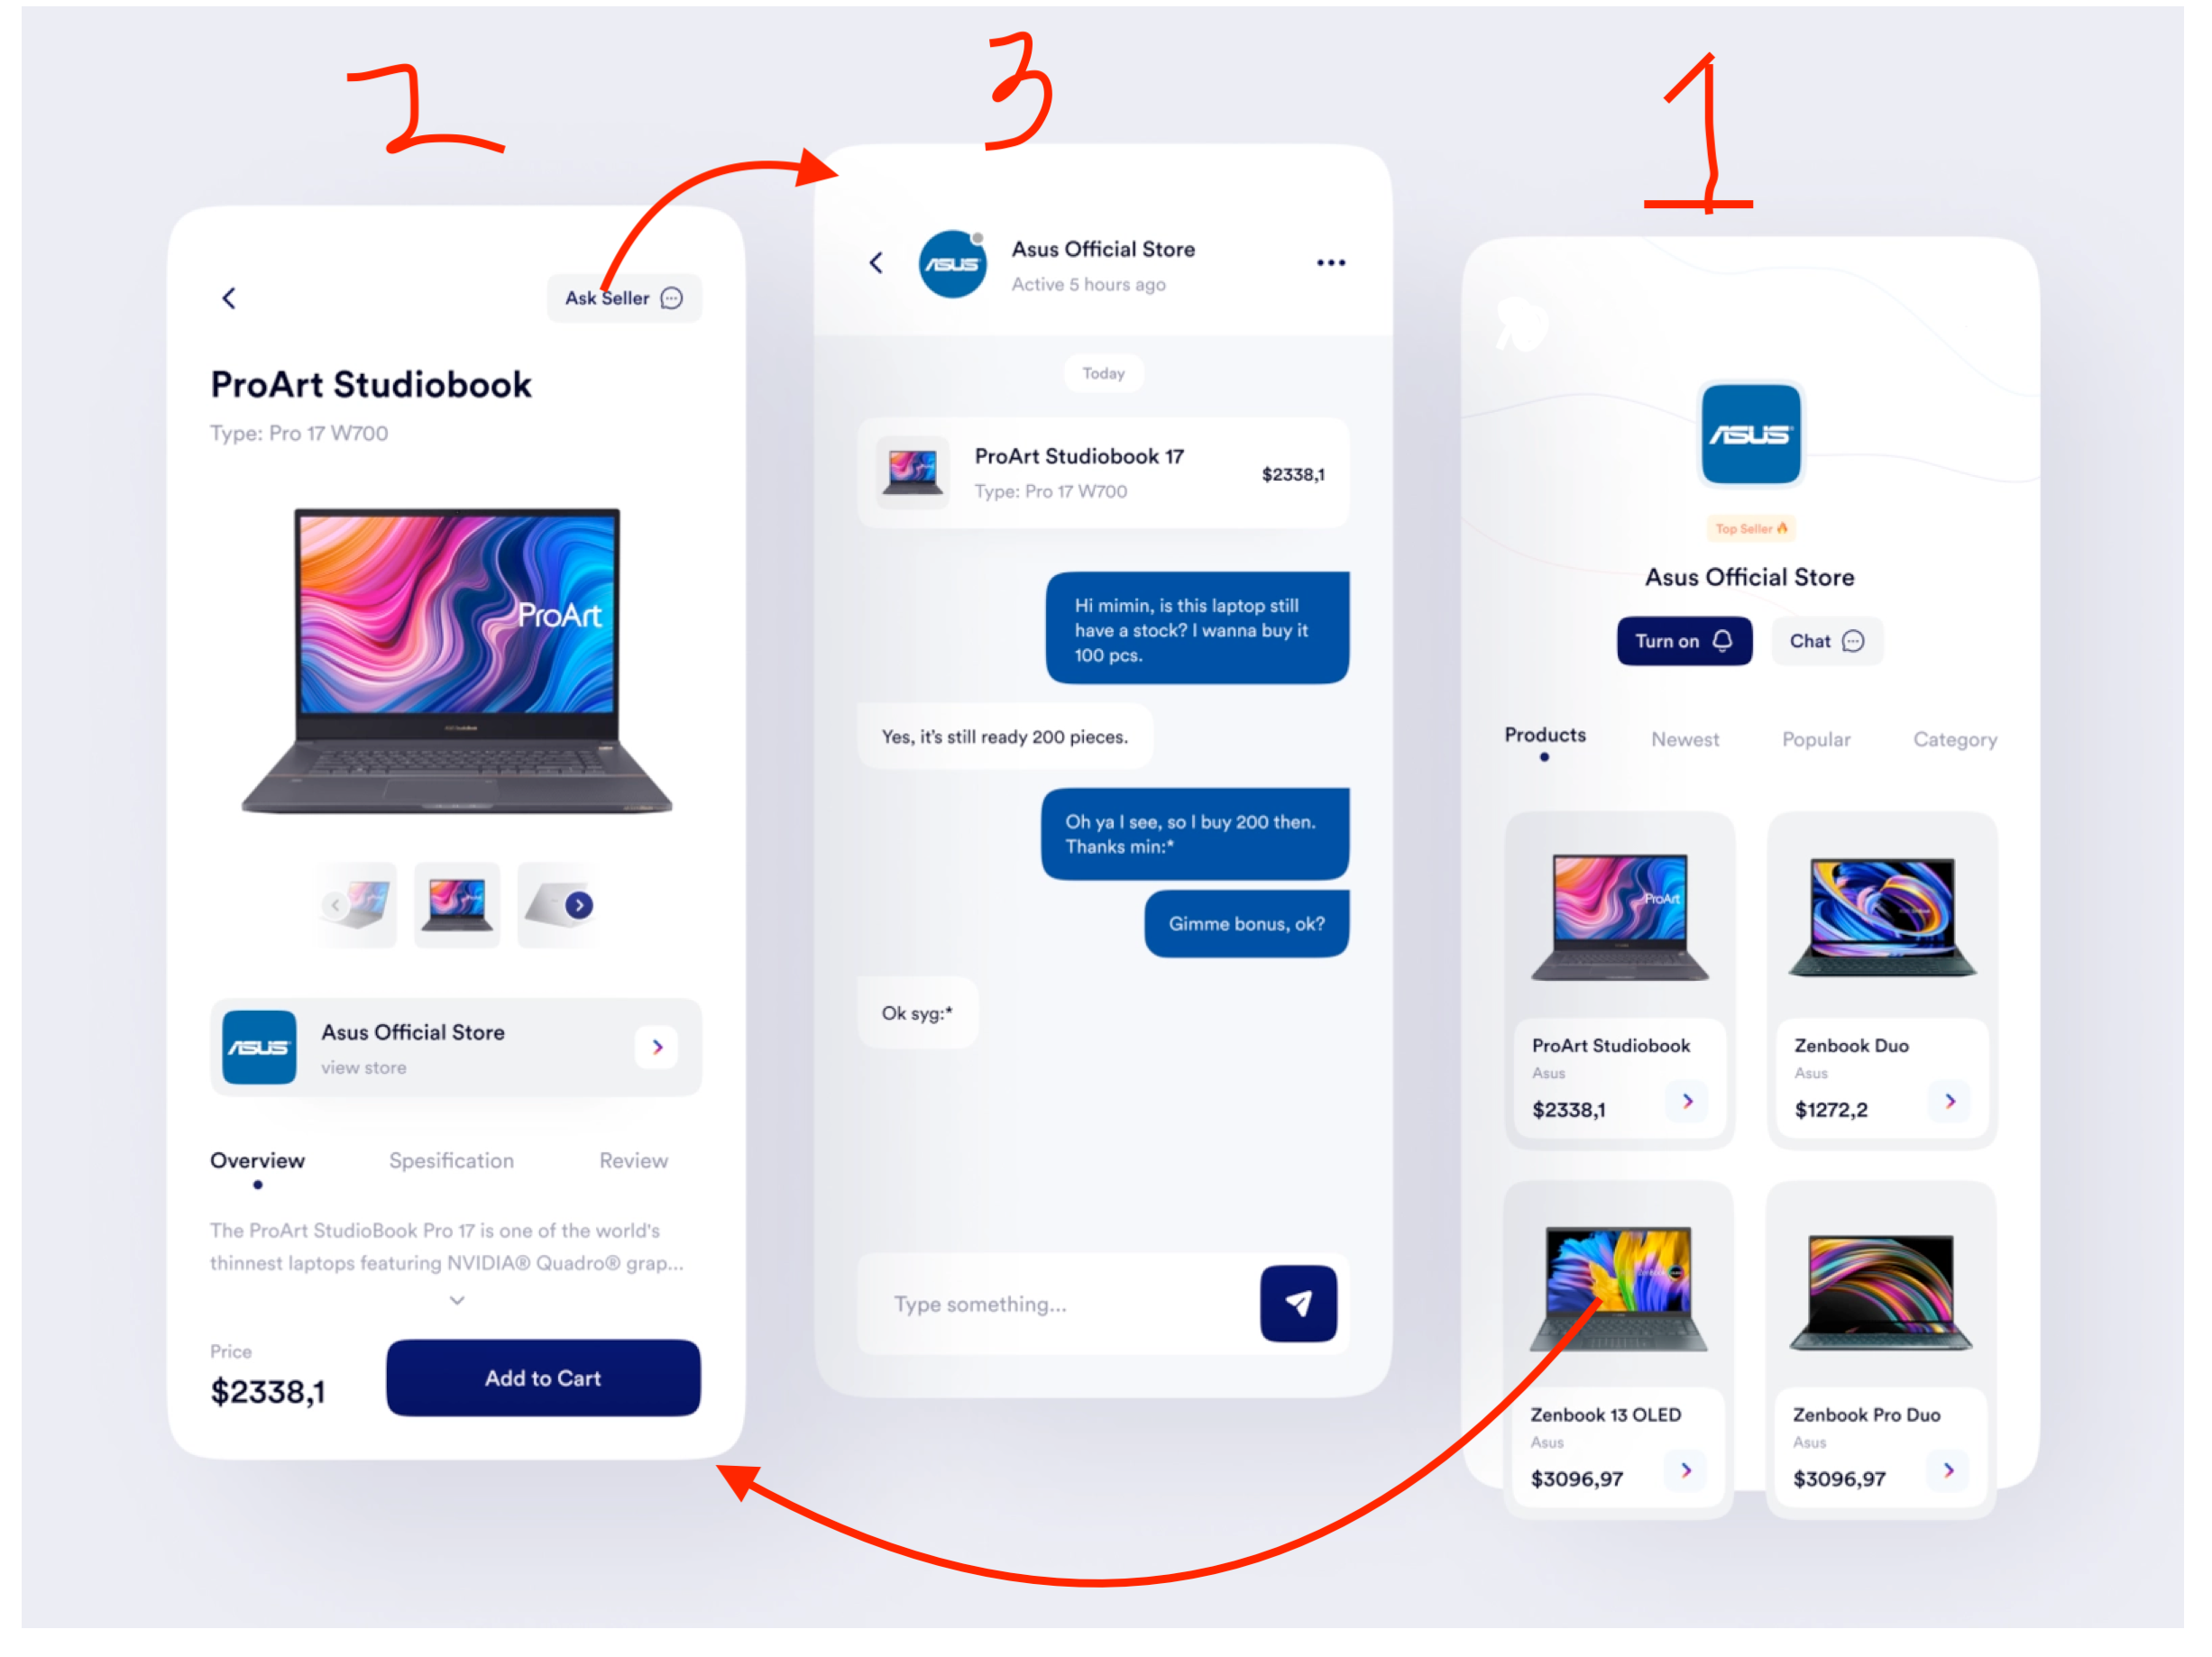 2
3
1
Ask Seller
ProArt Studiobook
Type: Pro 17 W700
ProArt
ASUS
Asus Official Store
view store
Overview Spesification Review
The ProArt StudioBook Pro 17 is one of the world's
thinnest laptops featuring NVIDIA® Quadro® grap...
Price
$2338,1
Add to Cart
ASUS
Asus Official Store
Active 5 hours ago
Today
ProArt Studiobook 17
Type: Pro 17 W700
$2338,1
Hi mimin, is this laptop still
have a stock? I wanna buy it
100 pcs.
Yes, it's still ready 200 pieces.
Oh ya I see, so I buy 200 then.
Thanks min:*
Gimme bonus, ok?
Ok syg:*
Type something...
ASUS
Top Seller
Asus Official Store
Turn on
Chat
Products Newest Popular Category
ProArt
ProArt Studiobook
Asus
$2338,1
Zenbook Duo
Asus
$1272,2
Zenbook 13 OLED
Asus
$3096,97
Zenbook Pro Duo
Asus
$3096,97